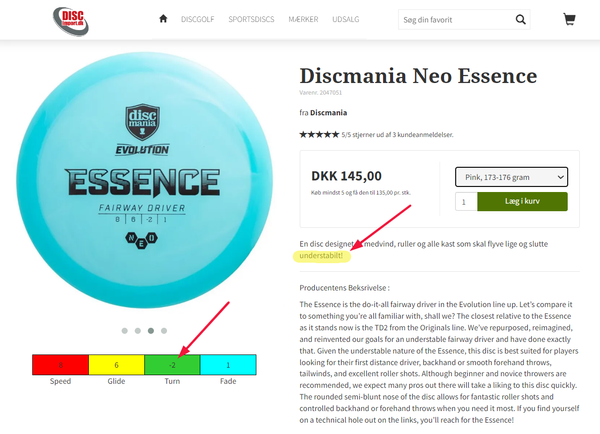 DISC
import.dk
DISCGOLF
SPORTSDISCS
MÆRKER
UDSALG
Søg din favorit
disc
mania
EVOLUTION
ESSENCE
FAIRWAY DRIVER
8 | 6 | -2 | 1
N E O
Discmania Neo Essence
Varenr. 2047051
fra Discmania
★★★★★ 5/5 stjerner ud af 3 kundeanmeldelser.
DKK 145,00
Køb mindst 5 og få den til 135,00 pr. stk.
Pink, 173-176 gram
1
Læg i kurv
En disc designet medvind, ruller og alle kast som skal flyve lige og slutte
understabilt!
Producentens Beksrivelse :
The Essence is the do-it-all fairway driver in the Evolution line up. Let's compare it
to something you're all familiar with, shall we? The closest relative to the Essence
as it stands now is the TD2 from the Originals line. We've repurposed, reimagined,
and reinvented our goals for an understable fairway driver and have done exactly
that. Given the understable nature of the Essence, this disc is best suited for players
looking for their first distance driver, backhand or smooth forehand throws,
tailwinds, and excellent roller shots. Although beginner and novice throwers are
recommended, we expect many pros out there will take a liking to this disc quickly.
The rounded semi-blunt nose of the disc allows for fantastic roller shots and
controlled backhand or forehand throws when you need it most. If you find yourself
on a technical hole out on the links, you'll reach for the Essence!
8
6
-2
1
Speed
Glide
Turn
Fade